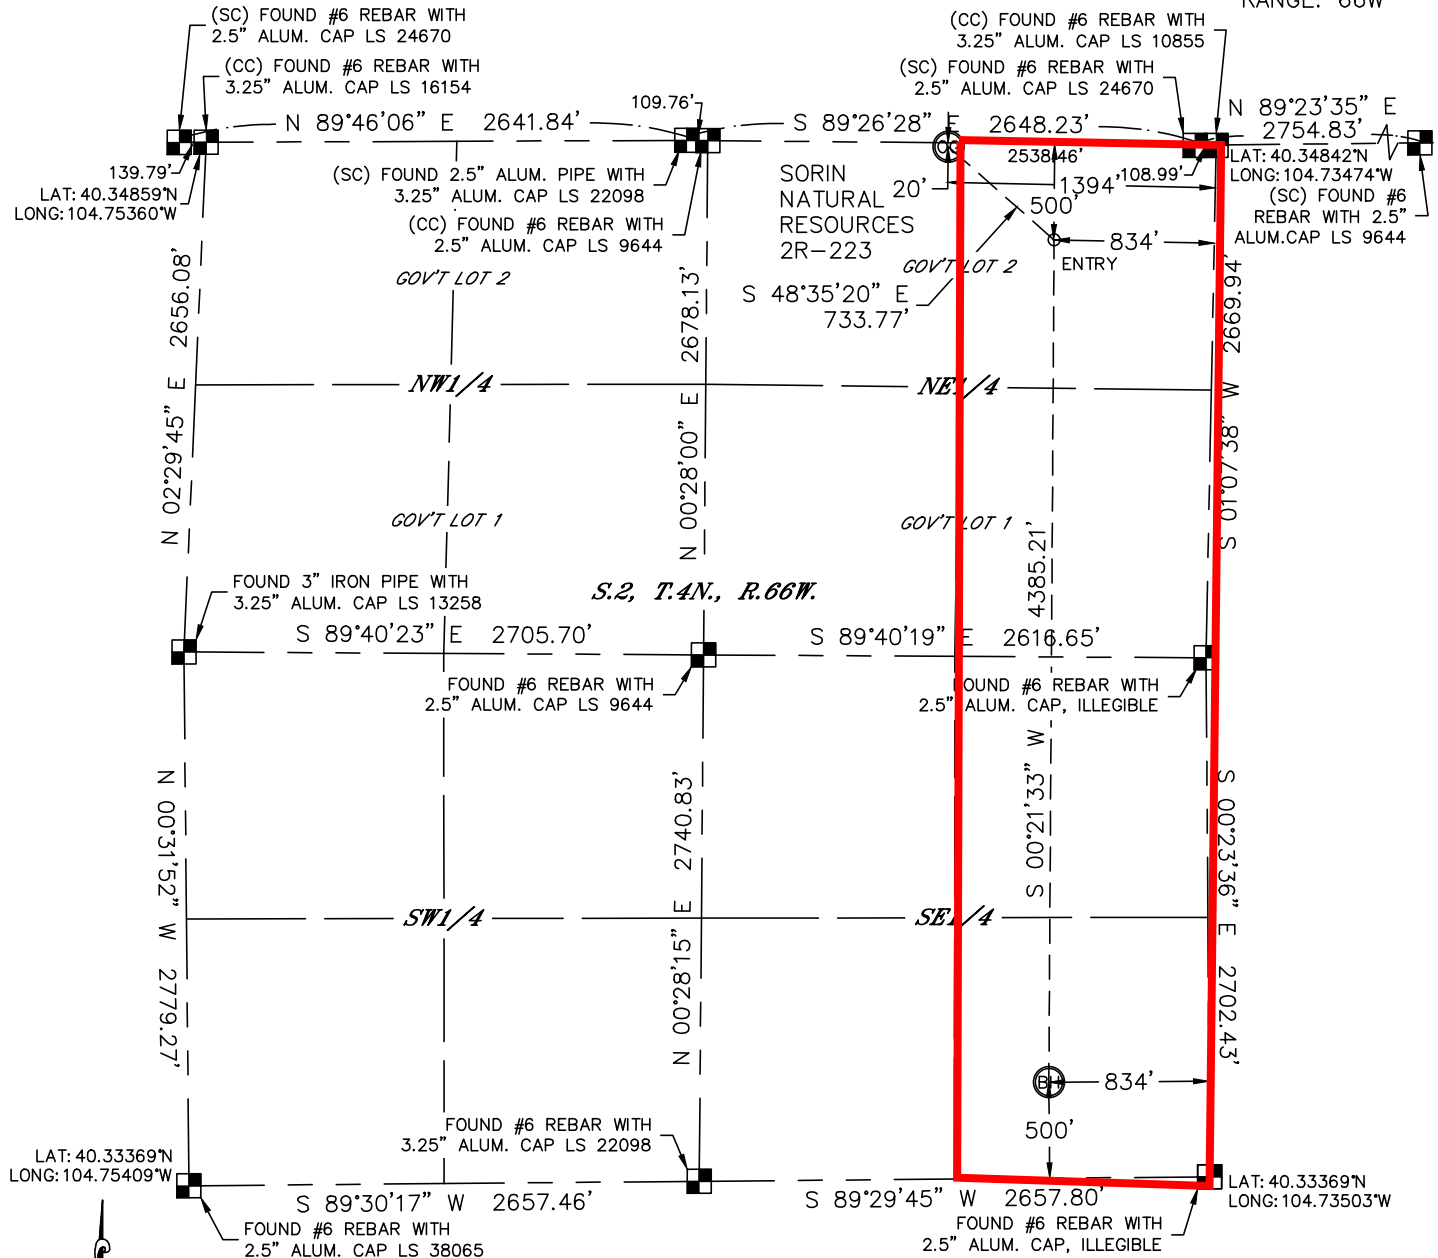 RANGE: 66W
(SC) FOUND #6 REBAR WITH
2.5" ALUM. CAP LS 24670
(CC) FOUND #6 REBAR WITH
3.25" ALUM. CAP LS 16154
(CC) FOUND #6 REBAR WITH
3.25" ALUM. CAP LS 10855
(SC) FOUND #6 REBAR WITH
2.5" ALUM. CAP LS 24670
N 89°46'06" E 2641.84'
109.76'
S 89°26'28" E 2648.23'
N 89°23'35" E
2754.83'
139.79'
LAT: 40.34859°N
LONG: 104.75360°W
(SC) FOUND 2.5" ALUM. PIPE WITH
3.25" ALUM. CAP LS 22098
(CC) FOUND #6 REBAR WITH
2.5" ALUM. CAP LS 9644
SORIN
NATURAL
RESOURCES
2R-223
20'
2538.46'
1394'
108.99'
LAT: 40.34842°N
LONG: 104.73474°W
(SC) FOUND #6
REBAR WITH 2.5"
ALUM.CAP LS 9644
500'
834'
ENTRY
GOV'T LOT 2
GOV'T LOT 2
S 48°35'20" E
733.77'
N 02°29'45" E 2656.08'
N 00°28'00" E 2678.13'
S 01°07'38" W 2669.94'
NW1/4
NE1/4
GOV'T LOT 1
GOV'T LOT 1
S 00°21'33" W 4385.21'
FOUND 3" IRON PIPE WITH
3.25" ALUM. CAP LS 13258
S.2, T.4N., R.66W.
S 89°40'23" E 2705.70'
S 89°40'19" E 2616.65'
FOUND #6 REBAR WITH
2.5" ALUM. CAP LS 9644
FOUND #6 REBAR WITH
2.5" ALUM. CAP, ILLEGIBLE
N 00°31'52" W 2779.27'
N 00°28'15" E 2740.83'
S 00°23'36" E 2702.43'
SW1/4
SE1/4
BH
834'
500'
FOUND #6 REBAR WITH
3.25" ALUM. CAP LS 22098
LAT: 40.33369°N
LONG: 104.75409°W
S 89°30'17" W 2657.46'
S 89°29'45" W 2657.80'
LAT: 40.33369°N
LONG: 104.73503°W
FOUND #6 REBAR WITH
2.5" ALUM. CAP LS 38065
FOUND #6 REBAR WITH
2.5" ALUM. CAP, ILLEGIBLE